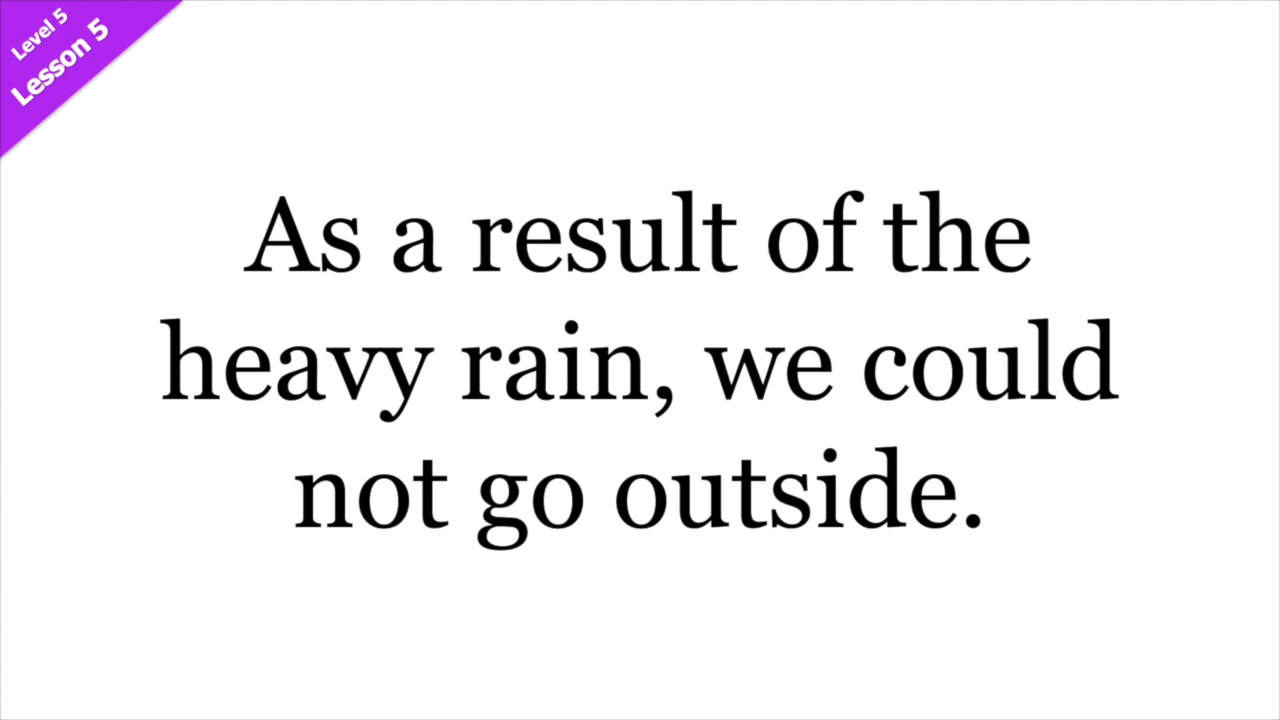 Level 5
Lesson 5
As a result of the
heavy rain, we could
not go outside.